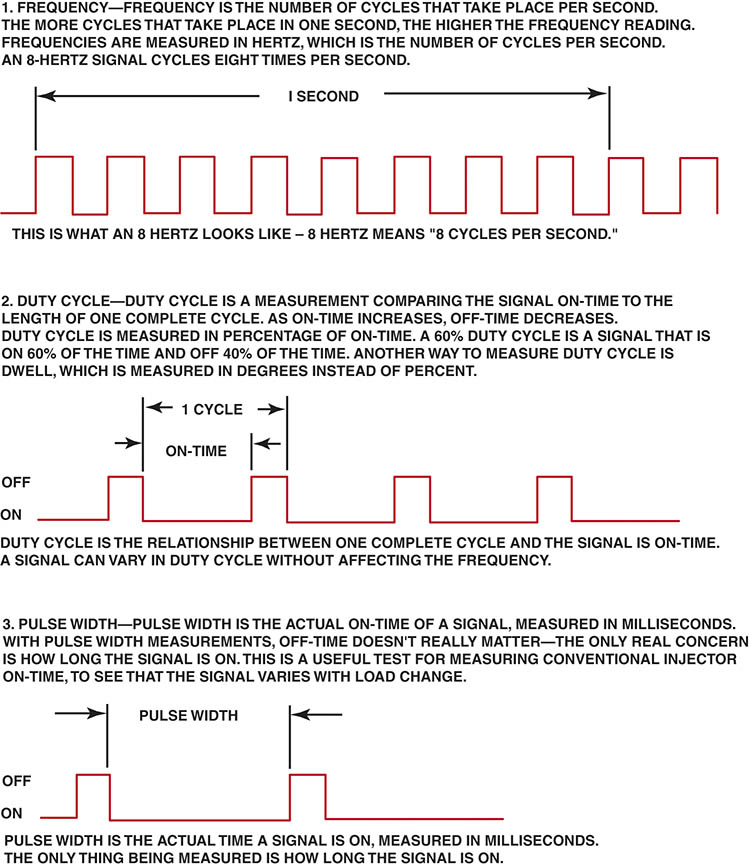 1. FREQUENCY—FREQUENCY IS THE NUMBER OF CYCLES THAT TAKE PLACE PER SECOND.
THE MORE CYCLES THAT TAKE PLACE IN ONE SECOND, THE HIGHER THE FREQUENCY READING.
FREQUENCIES ARE MEASURED IN HERTZ, WHICH IS THE NUMBER OF CYCLES PER SECOND.
AN 8-HERTZ SIGNAL CYCLES EIGHT TIMES PER SECOND.
I SECOND
THIS IS WHAT AN 8 HERTZ LOOKS LIKE – 8 HERTZ MEANS "8 CYCLES PER SECOND."
2. DUTY CYCLE—DUTY CYCLE IS A MEASUREMENT COMPARING THE SIGNAL ON-TIME TO THE
LENGTH OF ONE COMPLETE CYCLE. AS ON-TIME INCREASES, OFF-TIME DECREASES.
DUTY CYCLE IS MEASURED IN PERCENTAGE OF ON-TIME. A 60% DUTY CYCLE IS A SIGNAL THAT IS
ON 60% OF THE TIME AND OFF 40% OF THE TIME. ANOTHER WAY TO MEASURE DUTY CYCLE IS
DWELL, WHICH IS MEASURED IN DEGREES INSTEAD OF PERCENT.
1 CYCLE
ON-TIME
OFF
ON
DUTY CYCLE IS THE RELATIONSHIP BETWEEN ONE COMPLETE CYCLE AND THE SIGNAL IS ON-TIME.
A SIGNAL CAN VARY IN DUTY CYCLE WITHOUT AFFECTING THE FREQUENCY.
3. PULSE WIDTH—PULSE WIDTH IS THE ACTUAL ON-TIME OF A SIGNAL, MEASURED IN MILLISECONDS.
WITH PULSE WIDTH MEASUREMENTS, OFF-TIME DOESN'T REALLY MATTER—THE ONLY REAL CONCERN
IS HOW LONG THE SIGNAL IS ON. THIS IS A USEFUL TEST FOR MEASURING CONVENTIONAL INJECTOR
ON-TIME, TO SEE THAT THE SIGNAL VARIES WITH LOAD CHANGE.
PULSE WIDTH
OFF
ON
PULSE WIDTH IS THE ACTUAL TIME A SIGNAL IS ON, MEASURED IN MILLISECONDS.
THE ONLY THING BEING MEASURED IS HOW LONG THE SIGNAL IS ON.